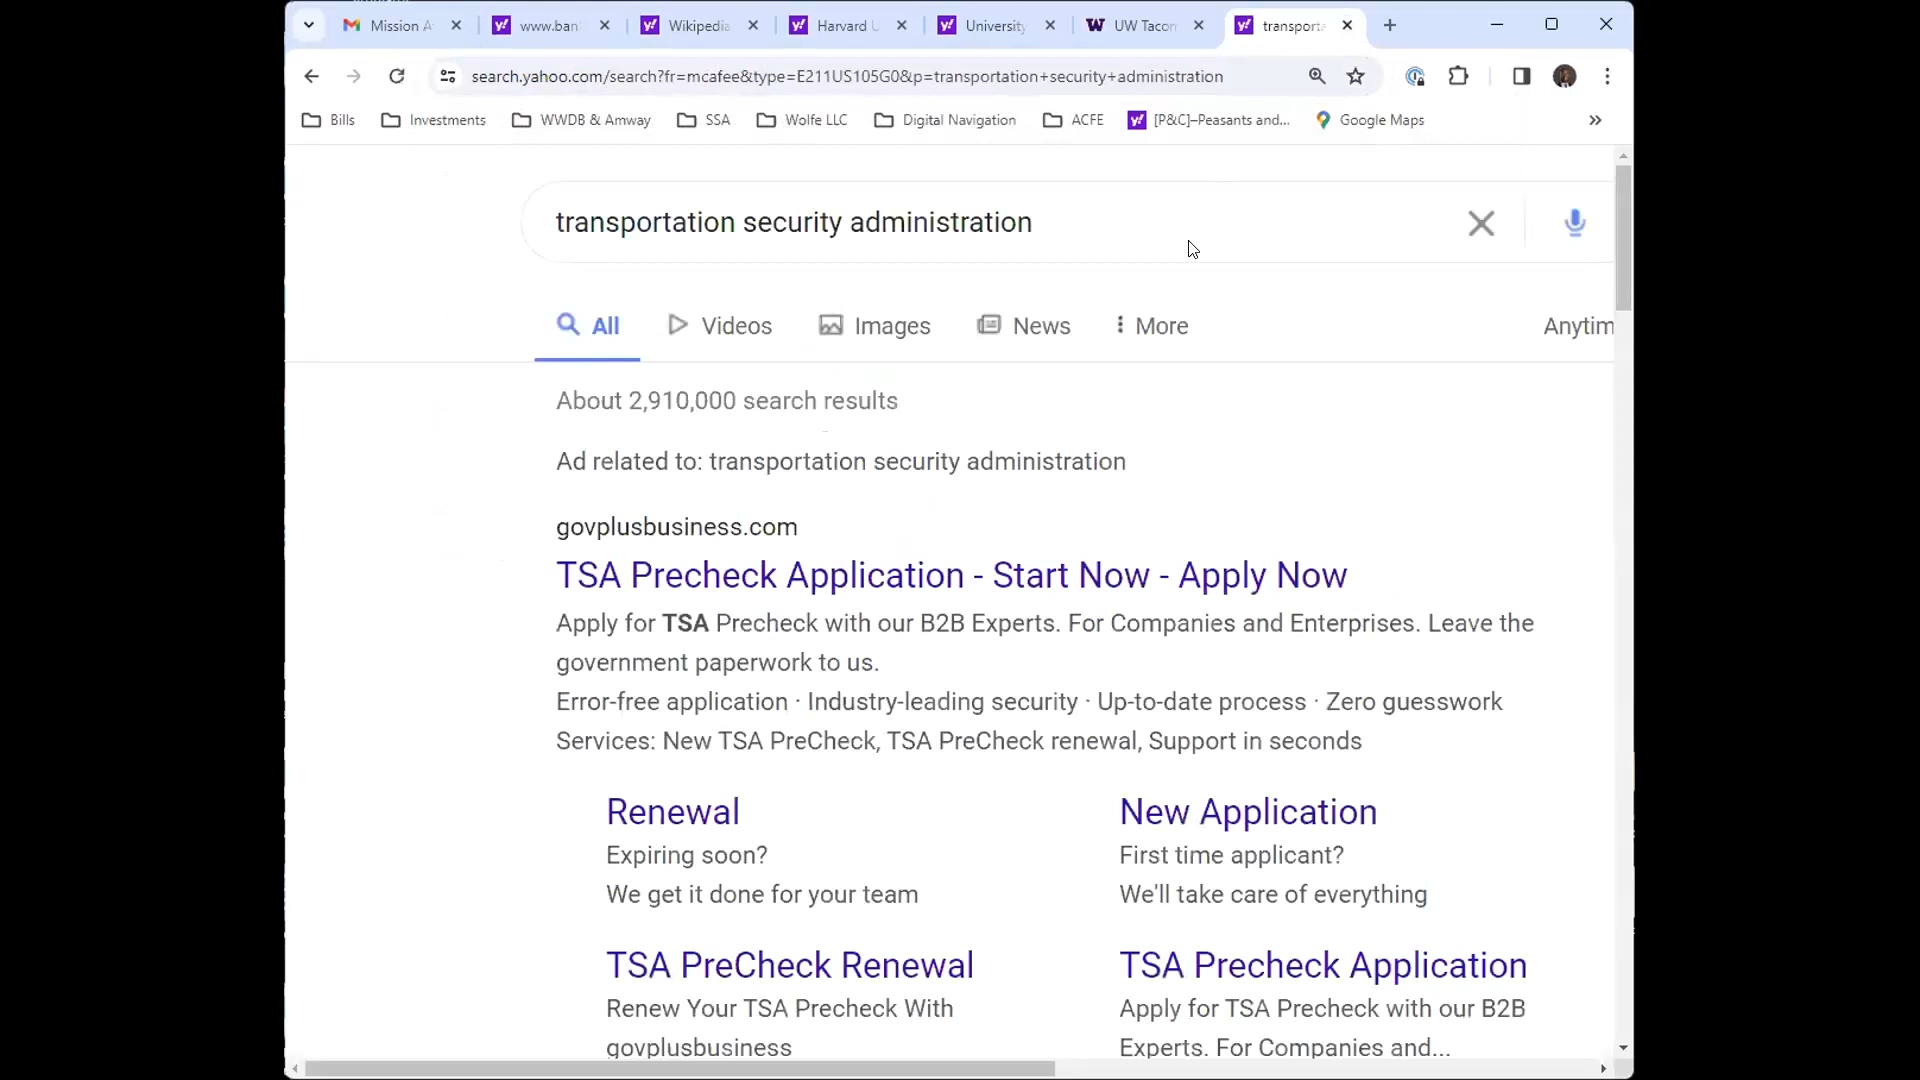 Mission A
www.ban
Wikipedia
Harvard U
University
UW Tacon
transporta
search.yahoo.com/search?fr=mcafee&type=E211US105G0&p=transportation+security+administration
Bills
Investments
WWDB & Amway
SSA
Wolfe LLC
Digital Navigation
ACFE
[P&C]–Peasants and...
Google Maps
transportation security administration
All
Videos
Images
News
More
Anytim
About 2,910,000 search results
Ad related to: transportation security administration
govplusbusiness.com
TSA Precheck Application - Start Now - Apply Now
Apply for TSA Precheck with our B2B Experts. For Companies and Enterprises. Leave the
government paperwork to us.
Error-free application · Industry-leading security · Up-to-date process · Zero guesswork
Services: New TSA PreCheck, TSA PreCheck renewal, Support in seconds
Renewal
Expiring soon?
We get it done for your team
New Application
First time applicant?
We'll take care of everything
TSA PreCheck Renewal
Renew Your TSA Precheck With
govplusbusiness
TSA Precheck Application
Apply for TSA Precheck with our B2B
Experts. For Companies and...